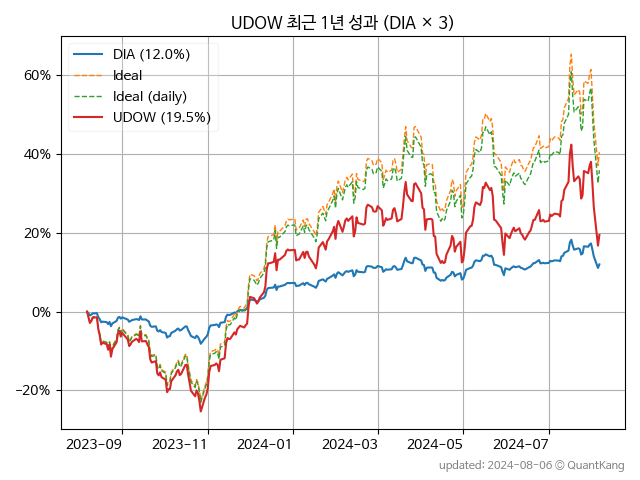 UDOW 최근 1년 성과 (DIA × 3)
DIA (12.0%)
Ideal
Ideal (daily)
UDOW (19.5%)
60%
40%
20%
0%
−20%
2023-09
2023-11
2024-01
2024-03
2024-05
2024-07
updated: 2024-08-06 © QuantKang